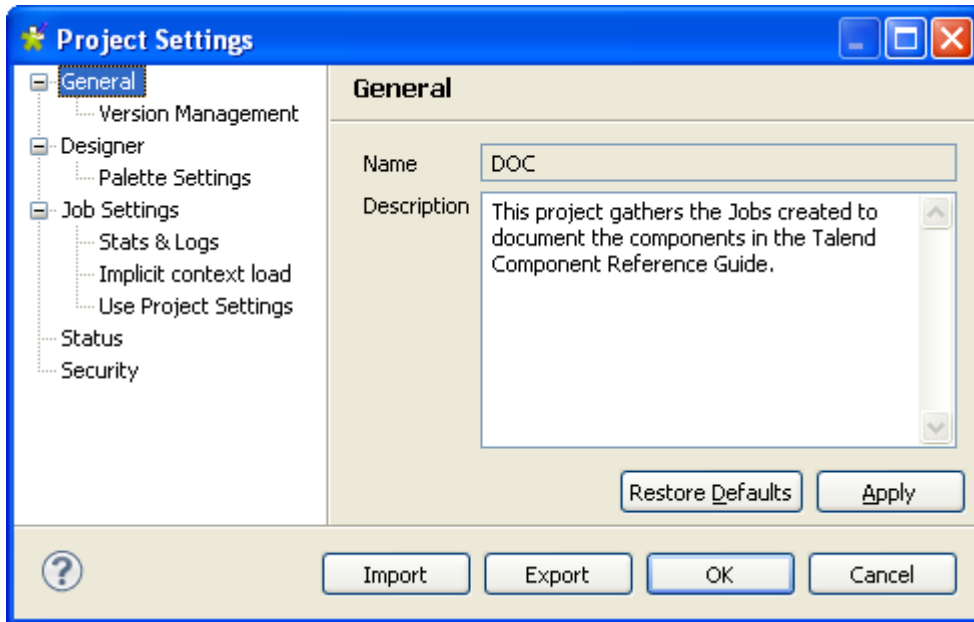 Project Settings
General
Version Management
Designer
Palette Settings
Job Settings
Stats & Logs
Implicit context load
Use Project Settings
Status
Security
General
Name DOC
Description This project gathers the Jobs created to
document the components in the Talend
Component Reference Guide.
Restore Defaults Apply
? Import Export OK Cancel